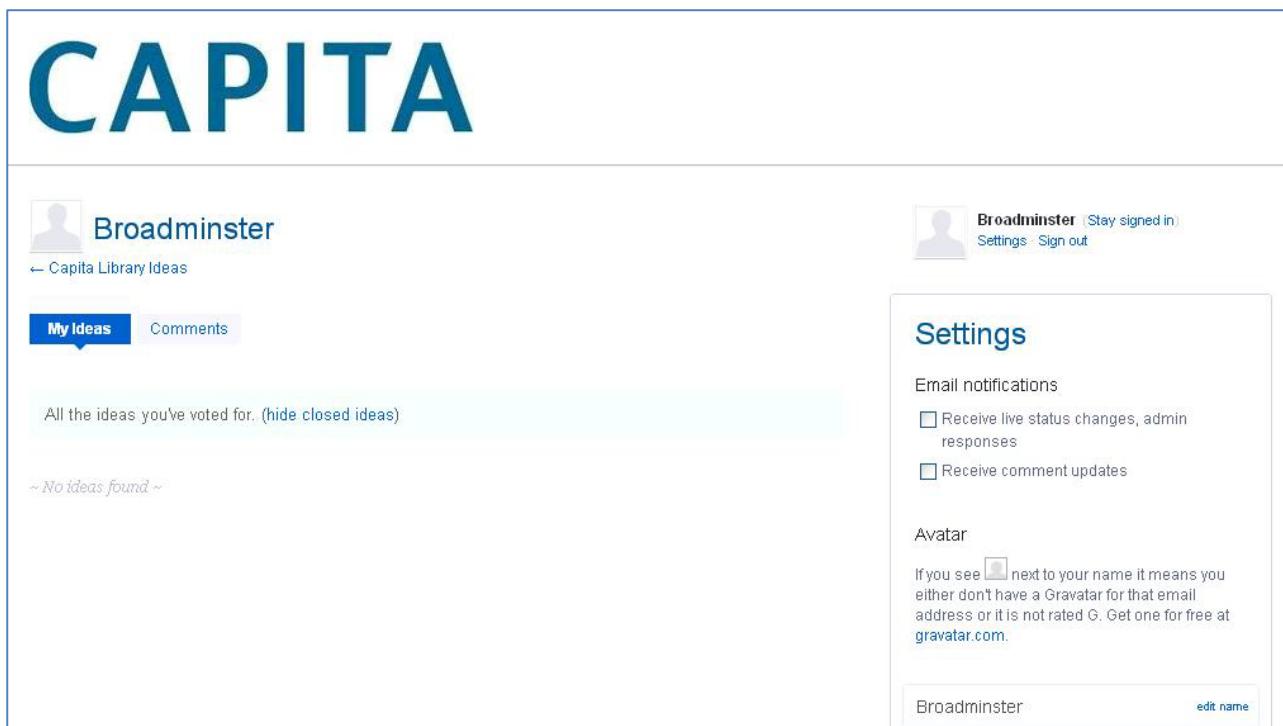 CAPITA
Broadminster
← Capita Library Ideas
My Ideas
Comments
All the ideas you've voted for. (hide closed ideas)
~ No ideas found ~
Broadminster (Stay signed in)
Settings · Sign out
Settings
Email notifications
Receive live status changes, admin
responses
Receive comment updates
Avatar
If you see next to your name it means you
either don't have a Gravatar for that email
address or it is not rated G. Get one for free at
gravatar.com.
Broadminster
edit name